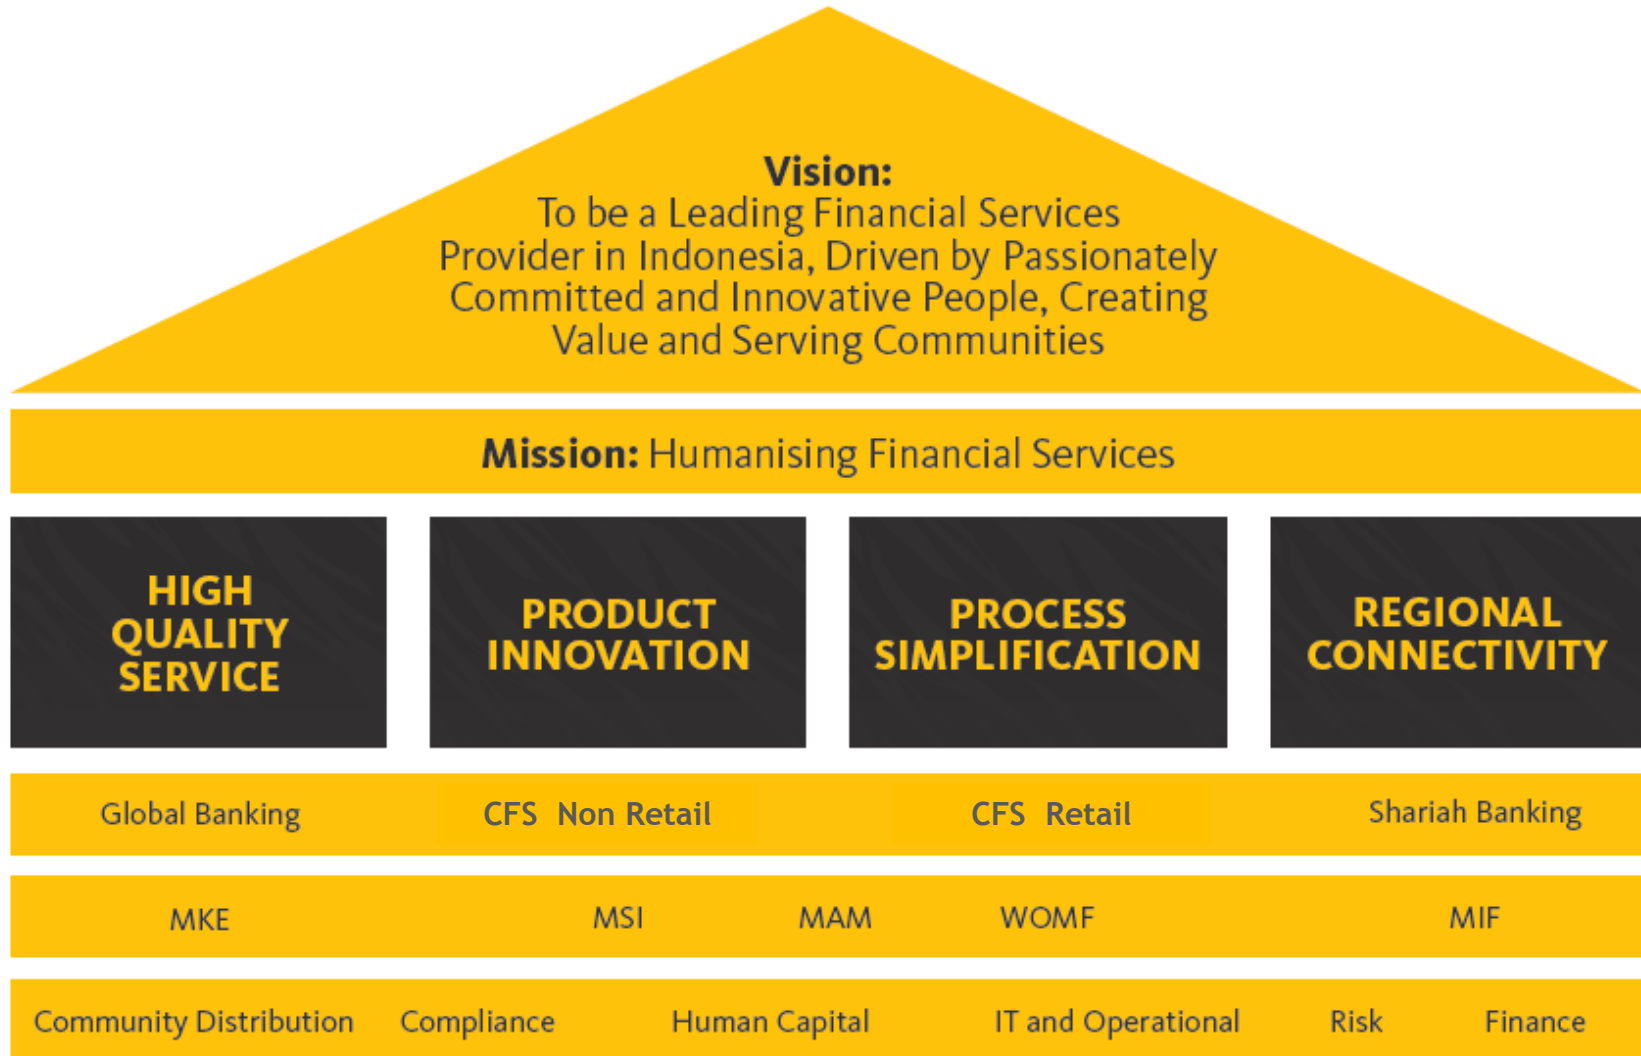 Vision:
To be a Leading Financial Services
Provider in Indonesia, Driven by Passionately
Committed and Innovative People, Creating
Value and Serving Communities
Mission: Humanising Financial Services
HIGH
QUALITY
SERVICE
PRODUCT
INNOVATION
PROCESS
SIMPLIFICATION
REGIONAL
CONNECTIVITY
Global Banking CFS Non Retail CFS Retail Shariah Banking
MKE MSI MAM WOMF MIF
Community Distribution Compliance Human Capital IT and Operational Risk Finance